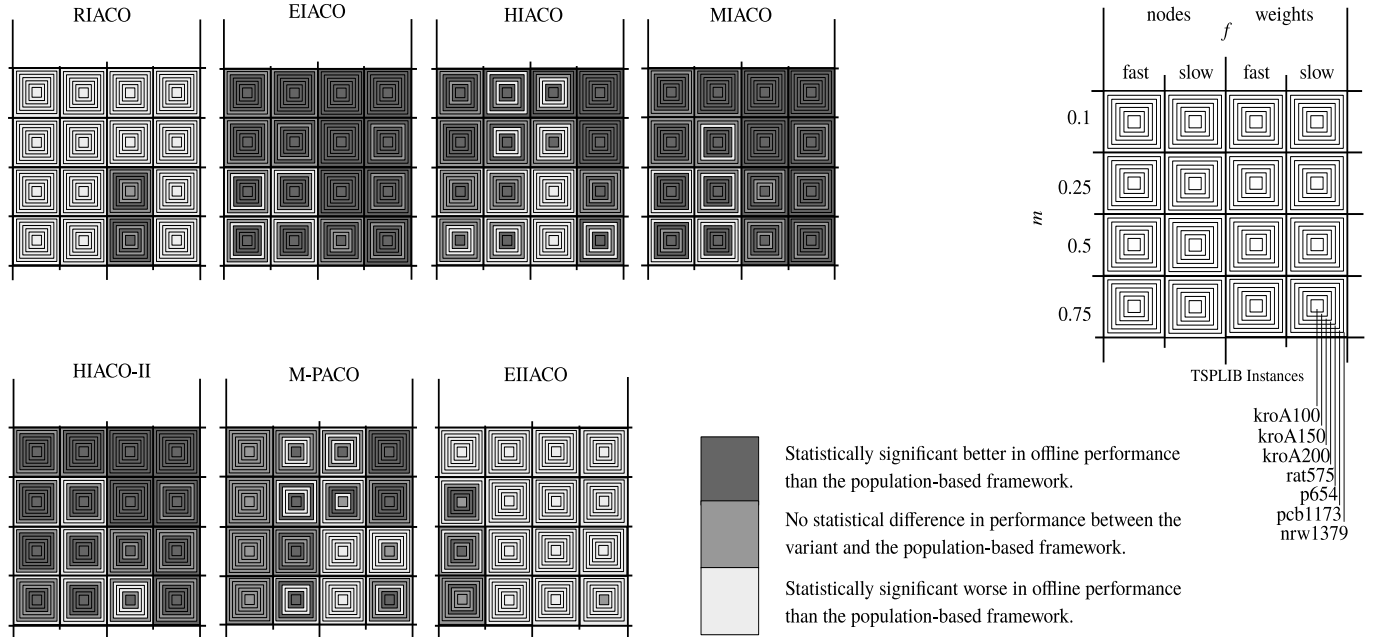 RIACO
EIACO
HIACO
MIACO
nodes
weights
f
fast
slow
fast
slow
0.1
0.25
m
0.5
0.75
TSPLIB Instances
kroA100
kroA150
kroA200
rat575
p654
pcb1173
nrw1379
HIACO-II
M-PACO
EIIACO
Statistically significant better in offline performance
than the population-based framework.
No statistical difference in performance between the
variant and the population-based framework.
Statistically significant worse in offline performance
than the population-based framework.